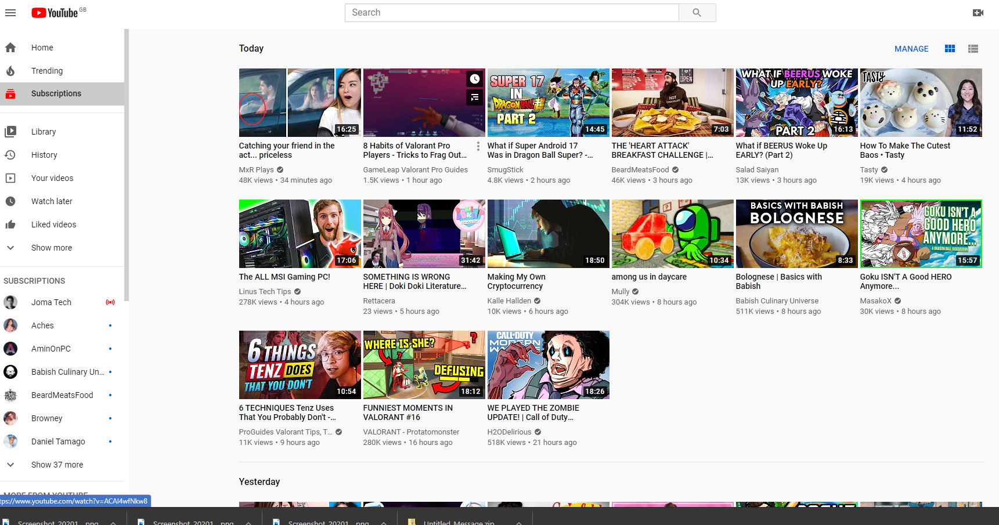 YouTube GB
Search
Home
Trending
Subscriptions
Library
History
Your videos
Watch later
Liked videos
Show more
SUBSCRIPTIONS
Joma Tech
Aches
AminOnPC
Babish Culinary Un...
BeardMeatsFood
Browney
Daniel Tamago
Show 37 more
MORE FROM YOUTUBE
Today
MANAGE
16:25
Catching your friend in the
act... priceless
MxR Plays
48K views • 34 minutes ago
8 Habits of Valorant Pro
Players - Tricks to Frag Out...
GameLeap Valorant Pro Guides
1.5K views • 1 hour ago
SUPER 17
IN
DRAGON BALL
PART 2
14:45
What if Super Android 17
Was in Dragon Ball Super? -...
SmugStick
4.8K views • 2 hours ago
HOT
CHOCOLATE
7:03
THE 'HEART ATTACK'
BREAKFAST CHALLENGE |...
BeardMeatsFood
46K views • 3 hours ago
WHAT IF BEERUS WOKE
UP EARLY?
PART 2
16:13
What if BEERUS Woke Up
EARLY? (Part 2)
Salad Saiyan
13K views • 3 hours ago
TASTY
11:52
How To Make The Cutest
Baos • Tasty
Tasty
19K views • 4 hours ago
17:06
The ALL MSI Gaming PC!
Linus Tech Tips
278K views • 4 hours ago
31:42
SOMETHING IS WRONG
HERE | Doki Doki Literature...
Rettacera
23 views • 5 hours ago
18:50
Making My Own
Cryptocurrency
Kalle Hallden
10K views • 6 hours ago
10:34
among us in daycare
Mully
304K views • 8 hours ago
BASICS WITH BABISH
BOLOGNESE
8:33
Bolognese | Basics with
Babish
Babish Culinary Universe
511K views • 8 hours ago
GOKU ISN'T A
GOOD HERO
ANYMORE...
A DRAGON BALL DISCUSSION
15:57
Goku ISN'T A Good HERO
Anymore...
MasakoX
30K views • 8 hours ago
6 THINGS
TENZ DOES
THAT YOU DON'T
10:54
6 TECHNIQUES Tenz Uses
That You Probably Don't -...
ProGuides Valorant Tips, T...
11K views • 9 hours ago
WHERE IS SHE?
?
?
DEFUSING
18:12
FUNNIEST MOMENTS IN
VALORANT #16
VALORANT - Protatomonster
280K views • 16 hours ago
CALL OF DUTY
MODERN
18:26
WE PLAYED THE ZOMBIE
UPDATE! | Call of Duty...
H2ODelirious
518K views • 21 hours ago
Yesterday
tps://www.youtube.com/watch?v=ACAl4wfNkw8
Screenshot_20201...png
Screenshot_20201...png
Screenshot_20201...png
Untitled_Message.zip